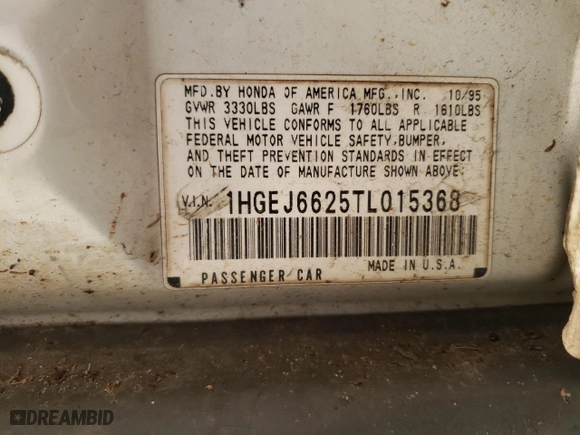 MFD.BY HONDA OF AMERICA MFG.,INC. 10/95
GVWR 3330LBS GAWR F 1760LBS R 1610LBS
THIS VEHICLE CONFORMS TO ALL APPLICABLE
FEDERAL MOTOR VEHICLE SAFETY,BUMPER,
AND THEFT PREVENTION STANDARDS IN EFFECT
ON THE DATE OF MANUFACTURE SHOWN ABOVE;
V.I.N. 1HGEJ6625TL015368
PASSENGER CAR MADE IN U.S.A.
DREAMBID